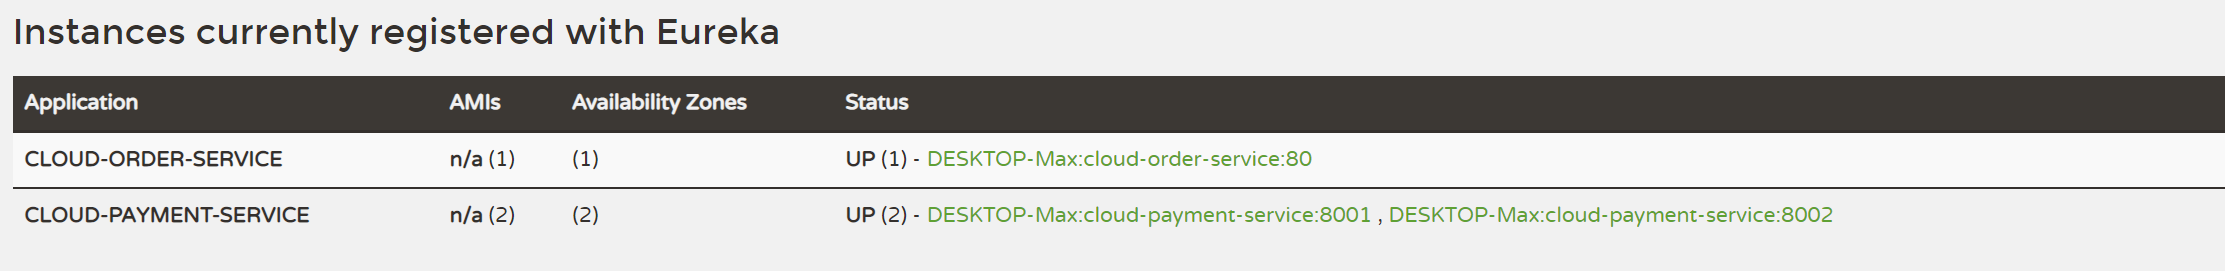 Instances currently registered with Eureka
Application AMIs Availability Zones Status
CLOUD-ORDER-SERVICE n/a (1) (1) UP (1) - DESKTOP-Max:cloud-order-service:80
CLOUD-PAYMENT-SERVICE n/a (2) (2) UP (2) - DESKTOP-Max:cloud-payment-service:8001 , DESKTOP-Max:cloud-payment-service:8002